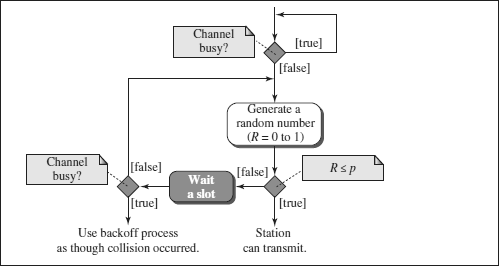 Channel
busy?
[true]
[false]
Generate a
random number
(R = 0 to 1)
Channel
busy?
[false]
Wait
a slot
[false]
R ≤ p
[true]
[true]
Use backoff process
as though collision occurred.
Station
can transmit.